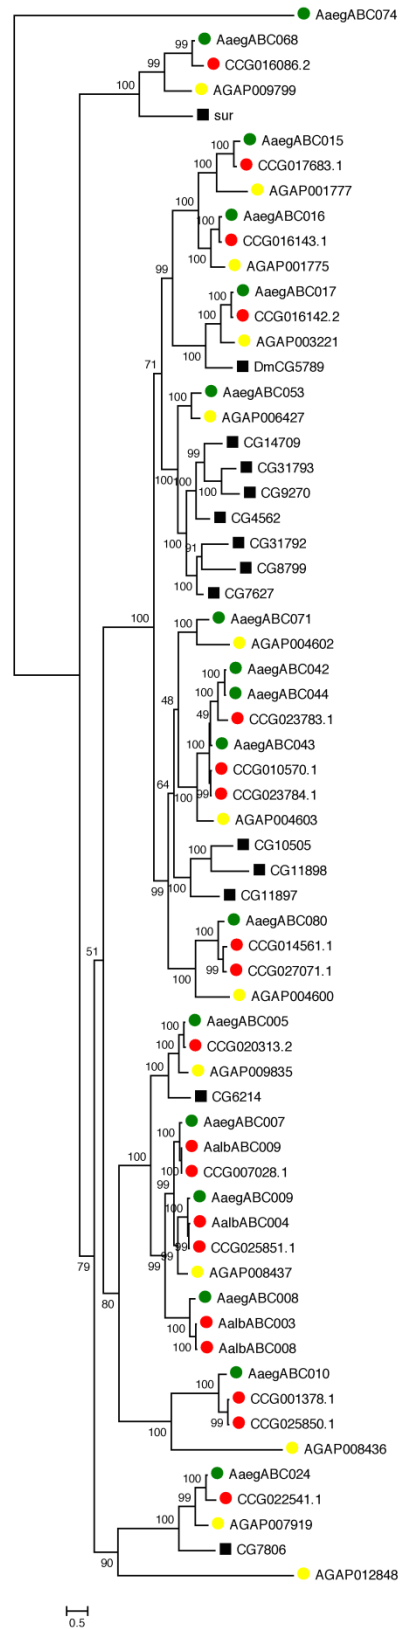 AaegABC074
99 AaegABC068
99 CCG016086.2
100 AGAP009799
sur
100 AaegABC015
100 CCG017683.1
AGAP001777
100 100 AaegABC016
CCG016143.1
100 AGAP001775
99 100 AaegABC017
100 CCG016142.2
AGAP003221
100 DmCG5789
71
100 AaegABC053
AGAP006427
99 CG14709
CG31793
100 100 100 CG9270
CG4562
100 91 CG31792
CG8799
100 CG7627
100 100 AaegABC071
AGAP004602
100 AaegABC042
100 AaegABC044
48 49 CCG023783.1
100 AaegABC043
CCG010570.1
64 100 99 CCG023784.1
AGAP004603
100 CG10505
CG11898
99 100 CG11897
100 AaegABC080
CCG014561.1
51 99 CCG027071.1
100 AGAP004600
100 AaegABC005
100 CCG020313.2
AGAP009835
CG6214
100 AaegABC007
100 AalbABC009
100 99 CCG007028.1
100 AaegABC009
AalbABC004
99 99 99 CCG025851.1
79 AGAP008437
80 AaegABC008
100 AalbABC003
100 AalbABC008
100 AaegABC010
CCG001378.1
99 CCG025850.1
100 AGAP008436
100 AaegABC024
99 CCG022541.1
100 AGAP007919
CG7806
90 AGAP012848
0.5